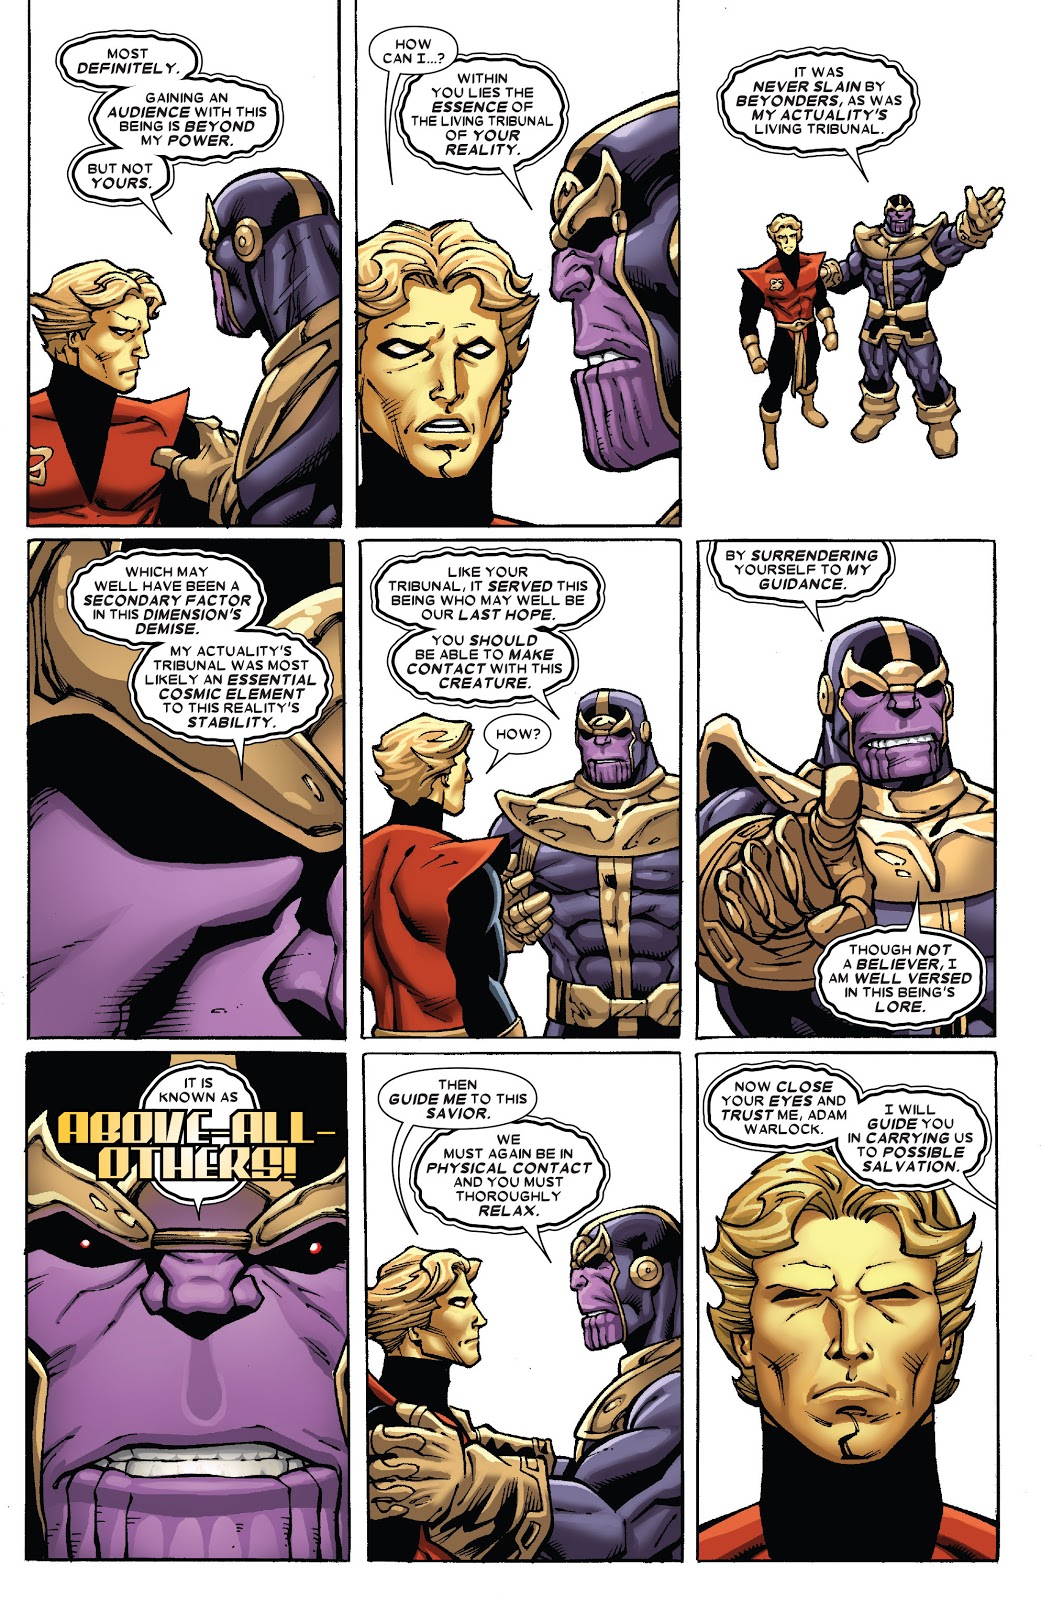 MOST
DEFINITELY.
GAINING AN
AUDIENCE WITH THIS
BEING IS BEYOND
MY POWER.
BUT NOT
YOURS.
HOW
CAN I...?
WITHIN
YOU LIES THE
ESSENCE OF
THE LIVING TRIBUNAL
OF YOUR
REALITY.
IT WAS
NEVER SLAIN BY
BEYONDERS, AS WAS
MY ACTUALITY'S
LIVING TRIBUNAL.
WHICH MAY
WELL HAVE BEEN A
SECONDARY FACTOR
IN THIS DIMENSION'S
DEMISE.
MY ACTUALITY'S
TRIBUNAL WAS MOST
LIKELY AN ESSENTIAL
COSMIC ELEMENT
TO THIS REALITY'S
STABILITY.
LIKE YOUR
TRIBUNAL, IT SERVED THIS
BEING WHO MAY WELL BE
OUR LAST HOPE.
YOU SHOULD
BE ABLE TO MAKE
CONTACT WITH THIS
CREATURE.
HOW?
BY SURRENDERING
YOURSELF TO MY
GUIDANCE.
THOUGH NOT
A BELIEVER, I
AM WELL VERSED
IN THIS BEING'S
LORE.
IT IS
KNOWN AS
ABOVE-ALL-
OTHERS!
THEN
GUIDE ME TO THIS
SAVIOR.
WE
MUST AGAIN BE IN
PHYSICAL CONTACT
AND YOU MUST
THOROUGHLY
RELAX.
NOW CLOSE
YOUR EYES AND
TRUST ME, ADAM
WARLOCK.
I WILL
GUIDE YOU
IN CARRYING US
TO POSSIBLE
SALVATION.